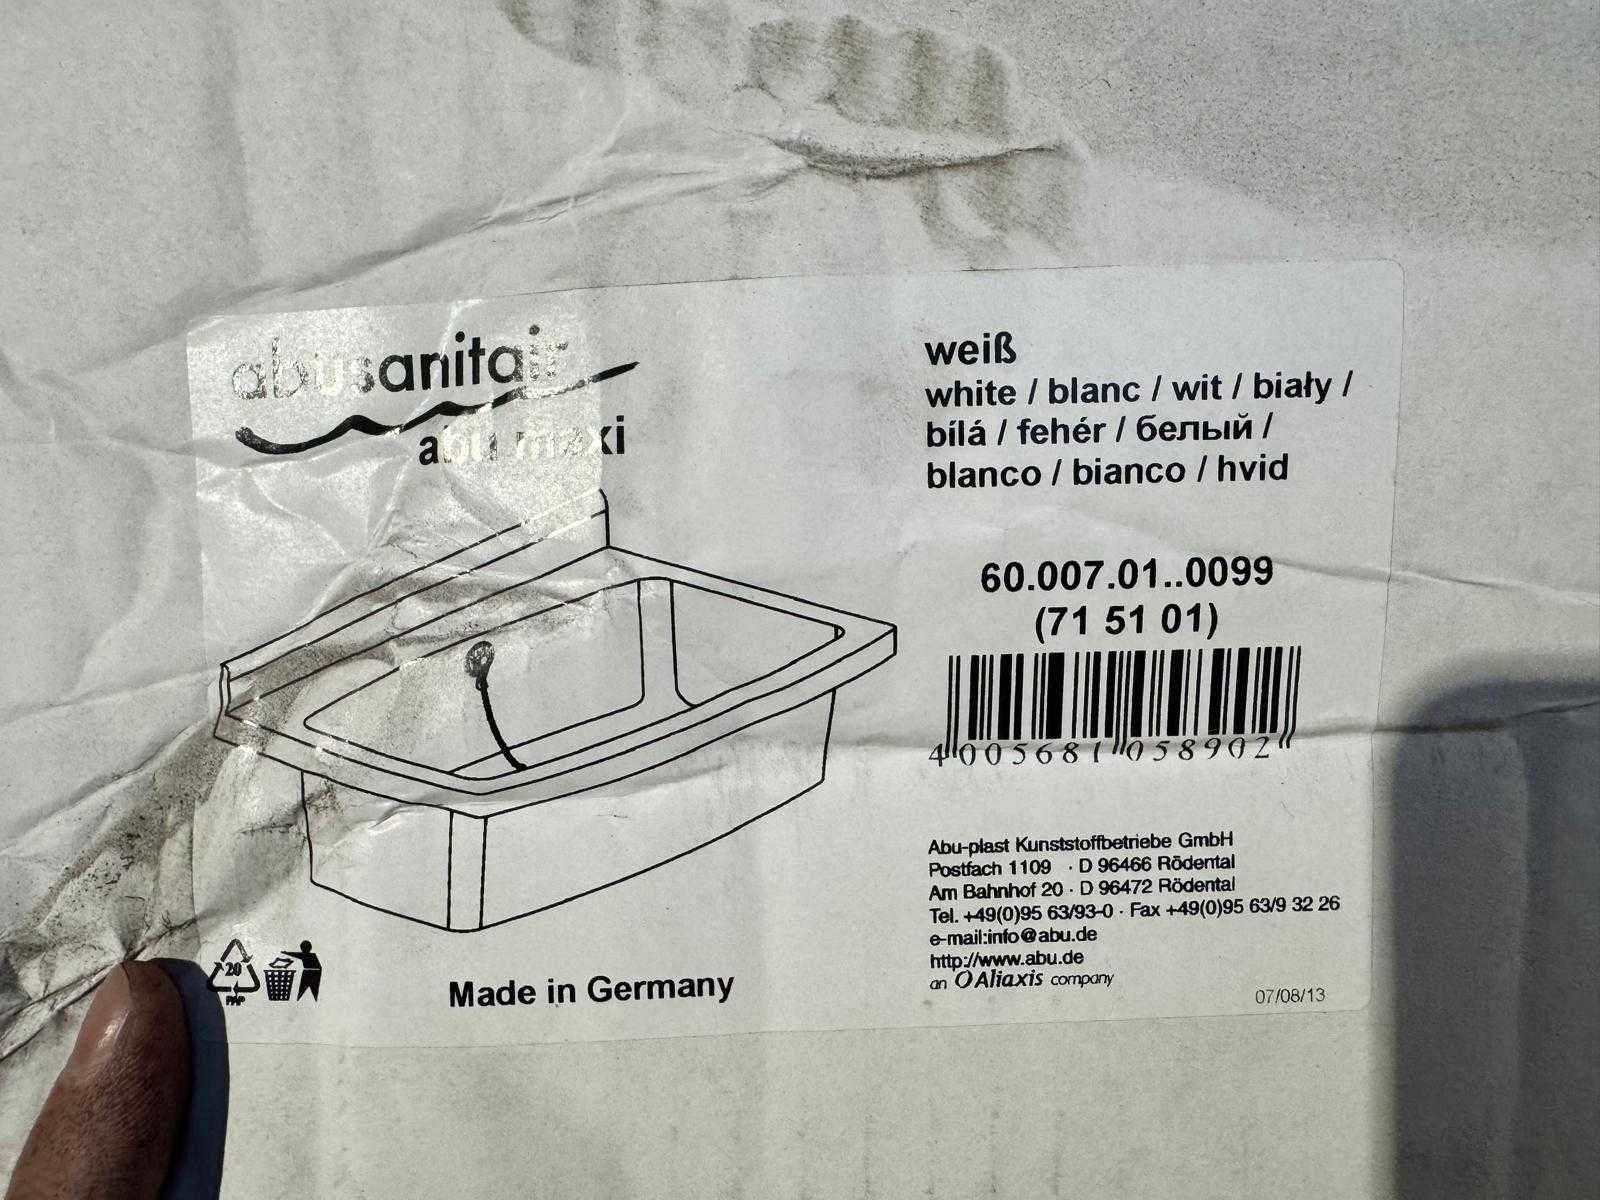 abusanitair
abu maxi
weiß
white / blanc / wit / biały /
bílá / fehér / белый /
blanco / bianco / hvid
60.007.01..0099
(71 51 01)
4 005681 058902
Abu-plast Kunststoffbetriebe GmbH
Postfach 1109 · D 96466 Rödental
Am Bahnhof 20 · D 96472 Rödental
Tel. +49(0)95 63/93-0 · Fax +49(0)95 63/9 32 26
e-mail:info@abu.de
http://www.abu.de
an Aliaxis company
07/08/13
20
PAP
Made in Germany